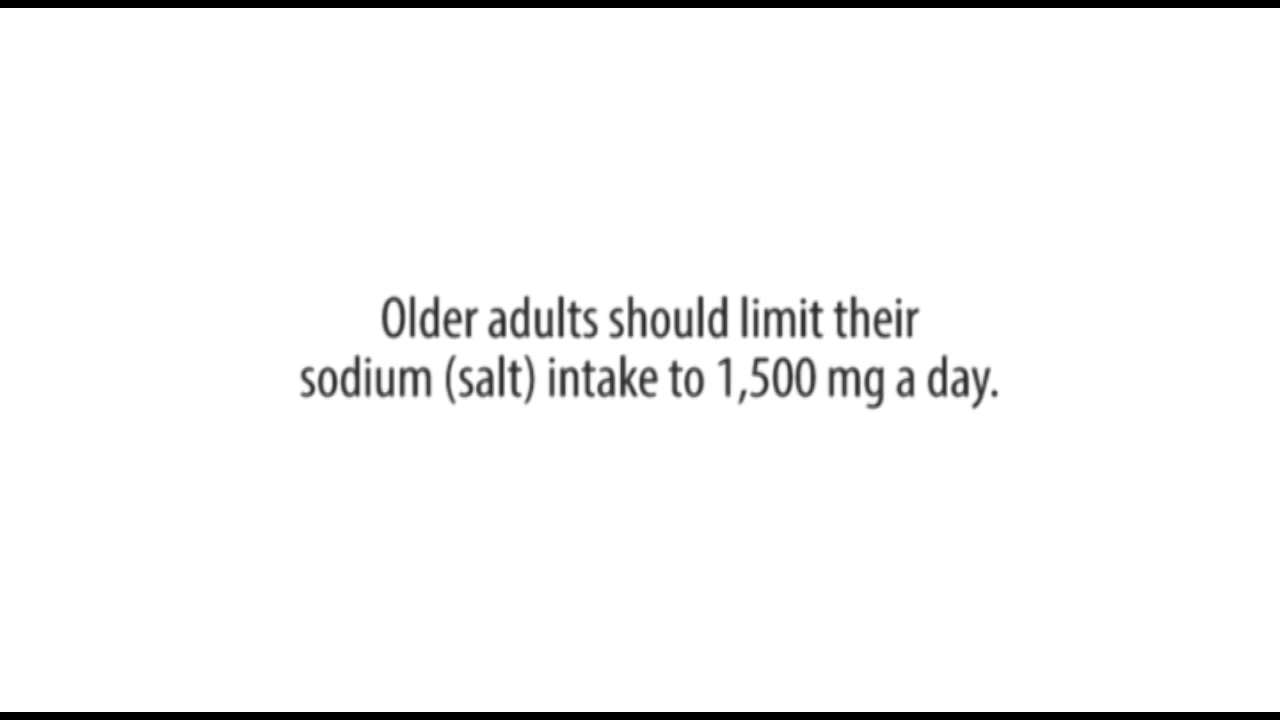 Older adults should limit their
sodium (salt) intake to 1,500 mg a day.